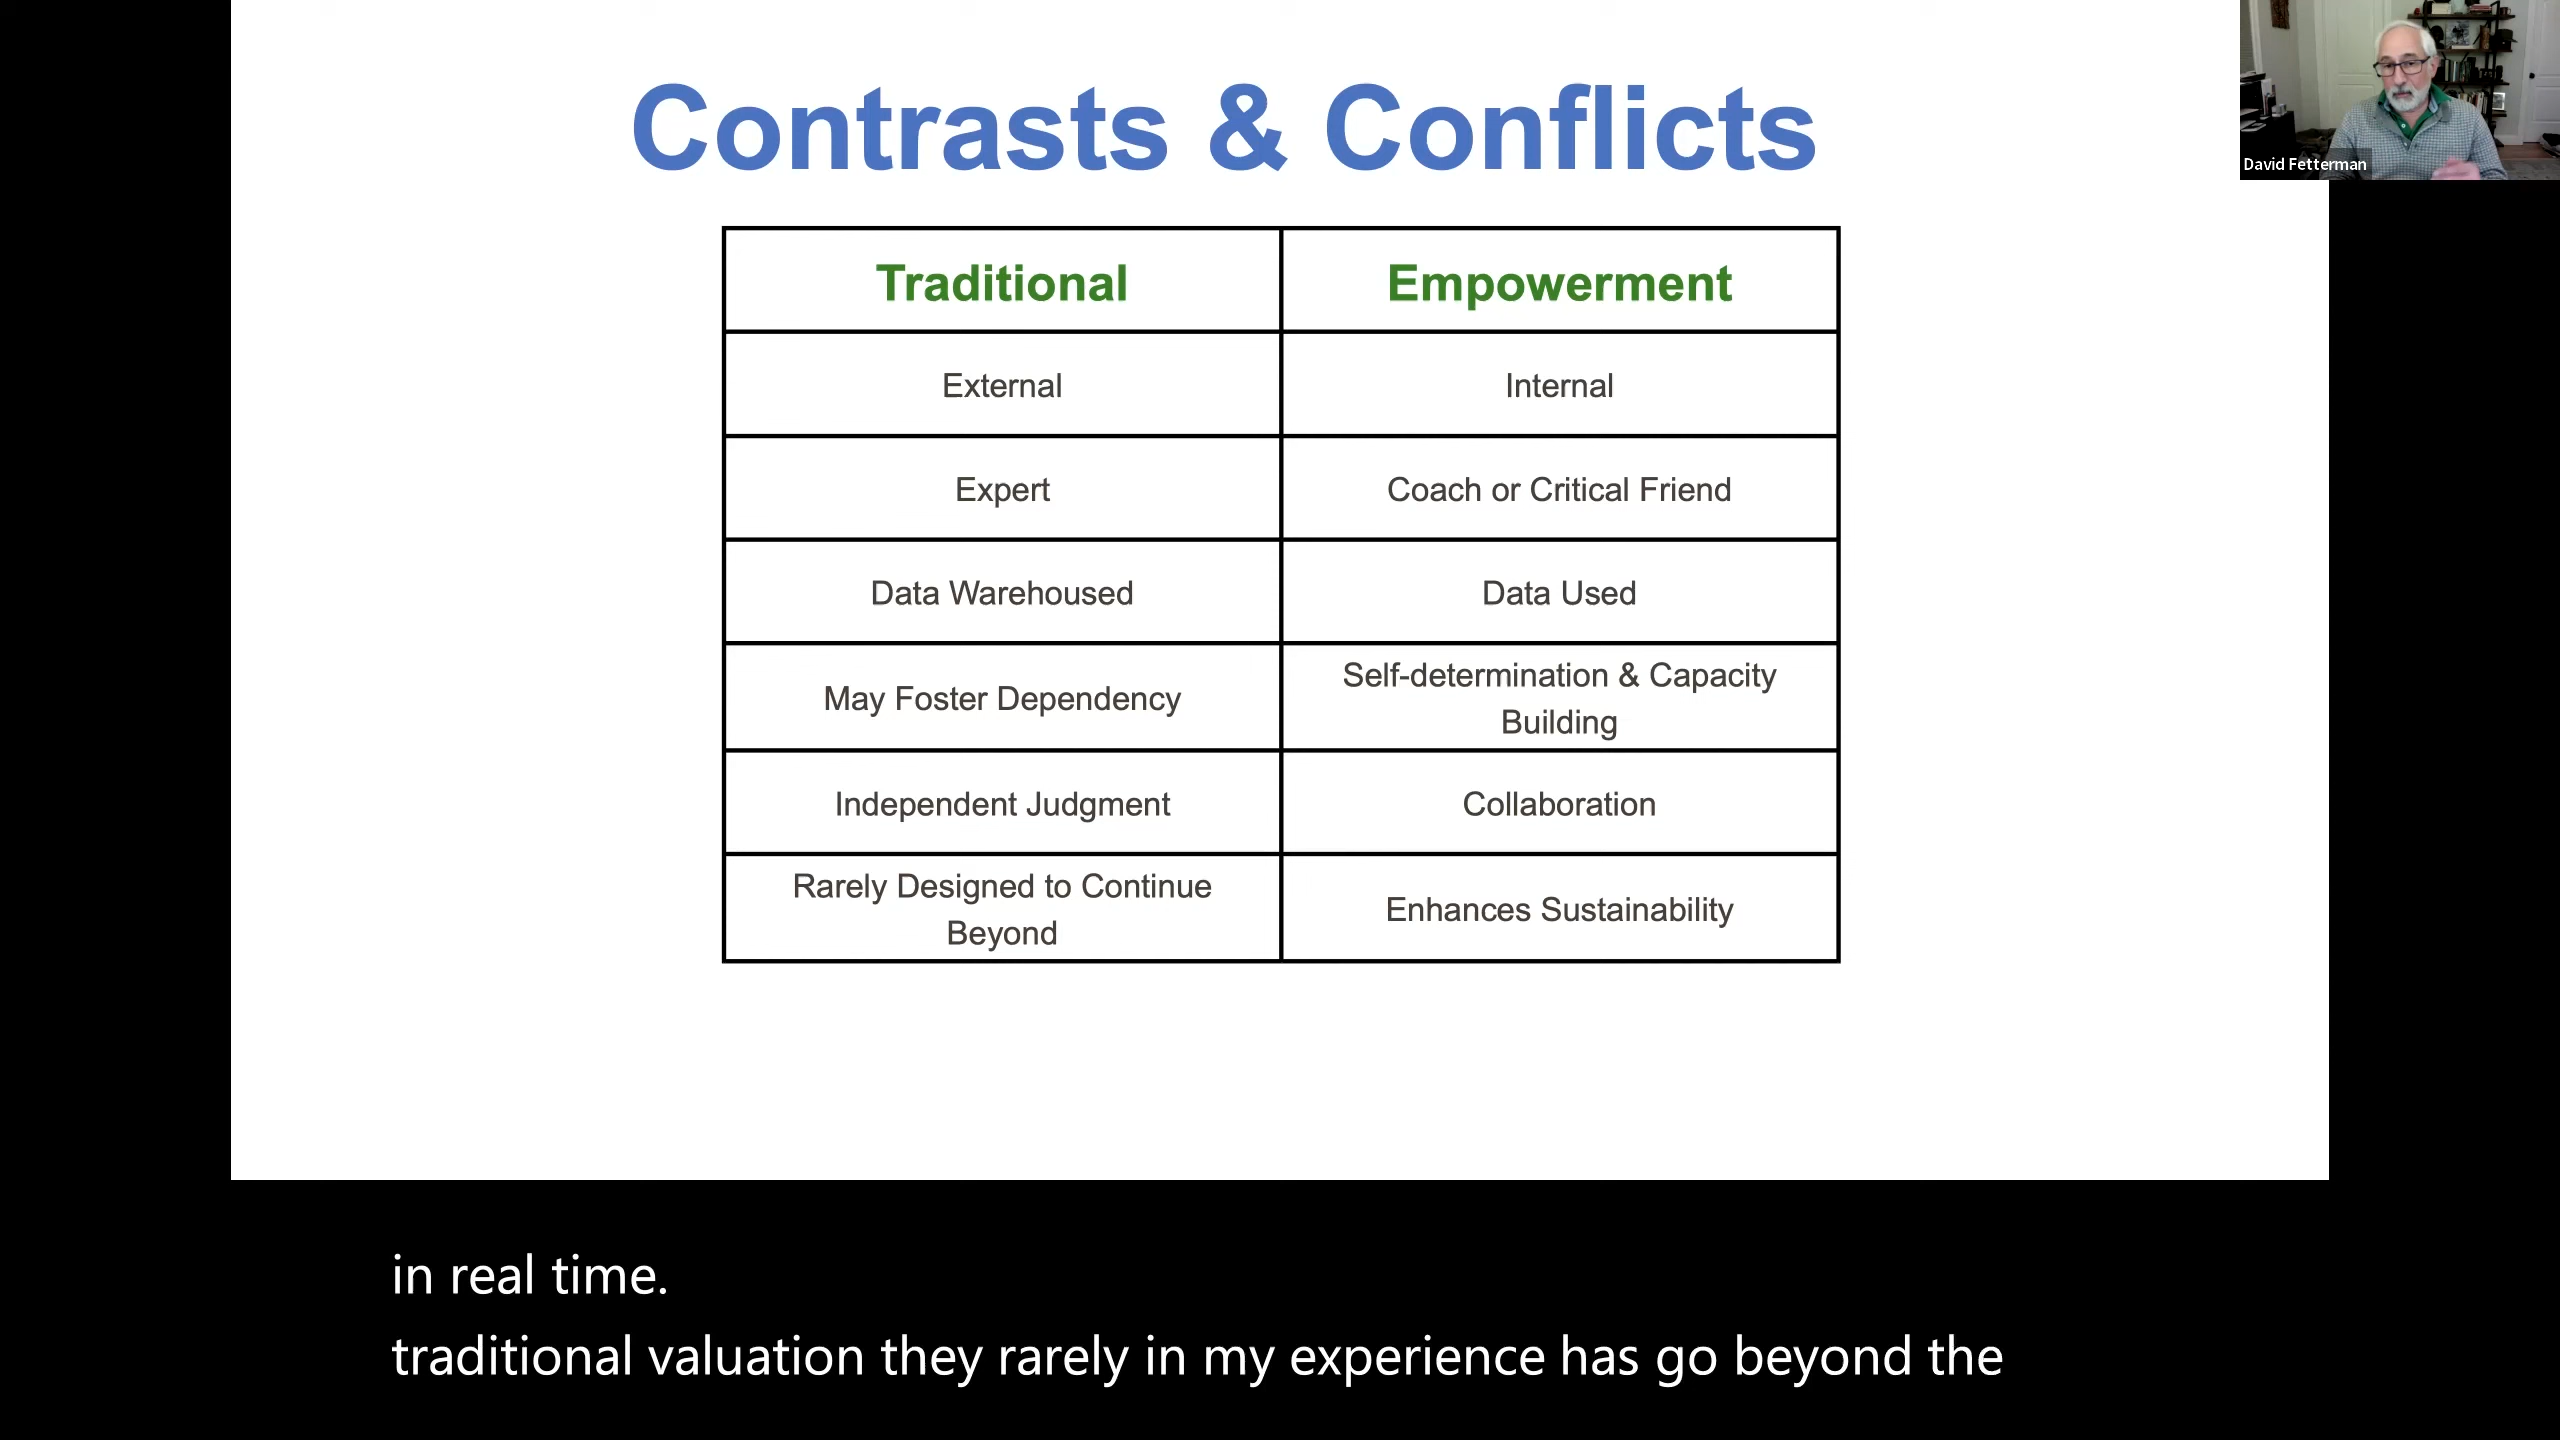 Contrasts & Conflicts
David Fetterman
Traditional
Empowerment
External
Internal
Expert
Coach or Critical Friend
Data Warehoused
Data Used
May Foster Dependency
Self-determination & Capacity
Building
Independent Judgment
Collaboration
Rarely Designed to Continue
Beyond
Enhances Sustainability
in real time.
traditional valuation they rarely in my experience has go beyond the